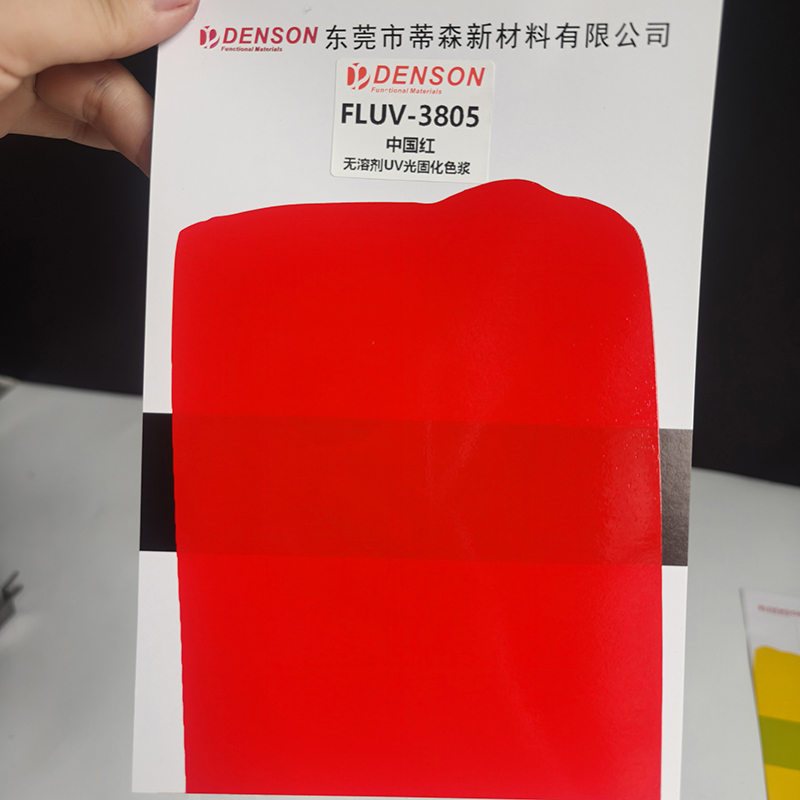 DENSON 东莞市蒂森新材料有限公司
Functional Materials
DENSON
Functional Materials
FLUV-3805
中国红
无溶剂UV光固化色浆